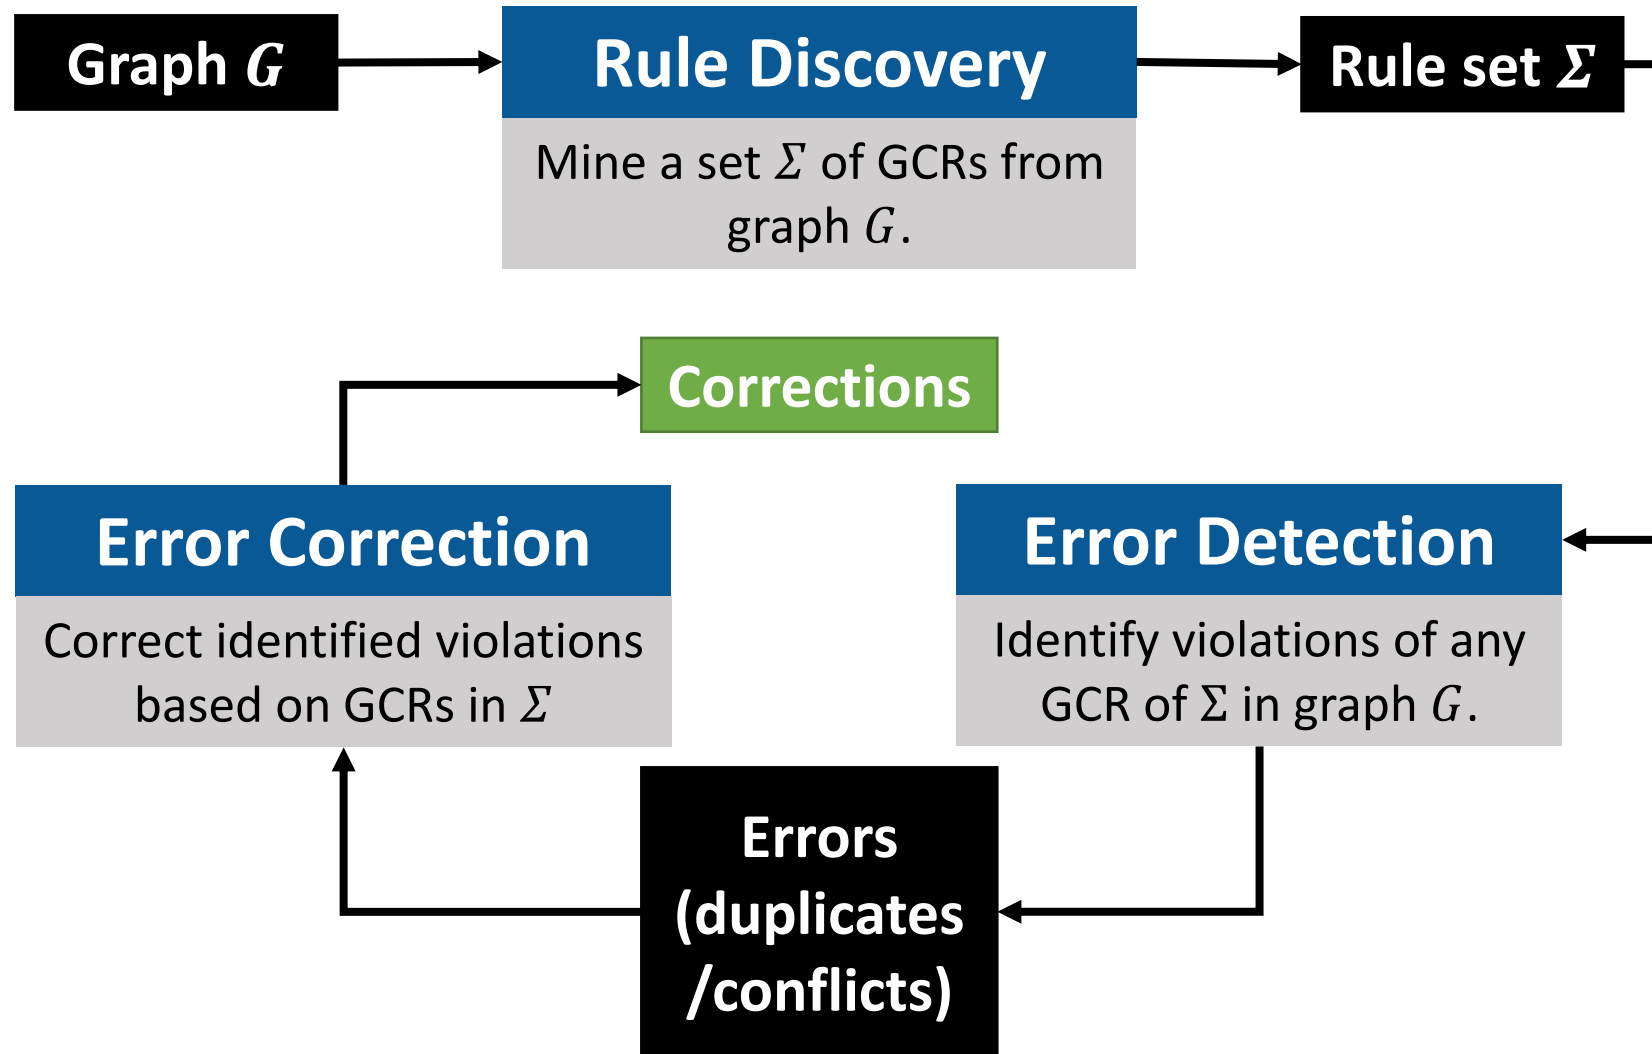 Graph G
Rule Discovery
Rule set Σ
Mine a set Σ of GCRs from
graph G.
Corrections
Error Correction
Correct identified violations
based on GCRs in Σ
Error Detection
Identify violations of any
GCR of Σ in graph G.
Errors
(duplicates
/conflicts)